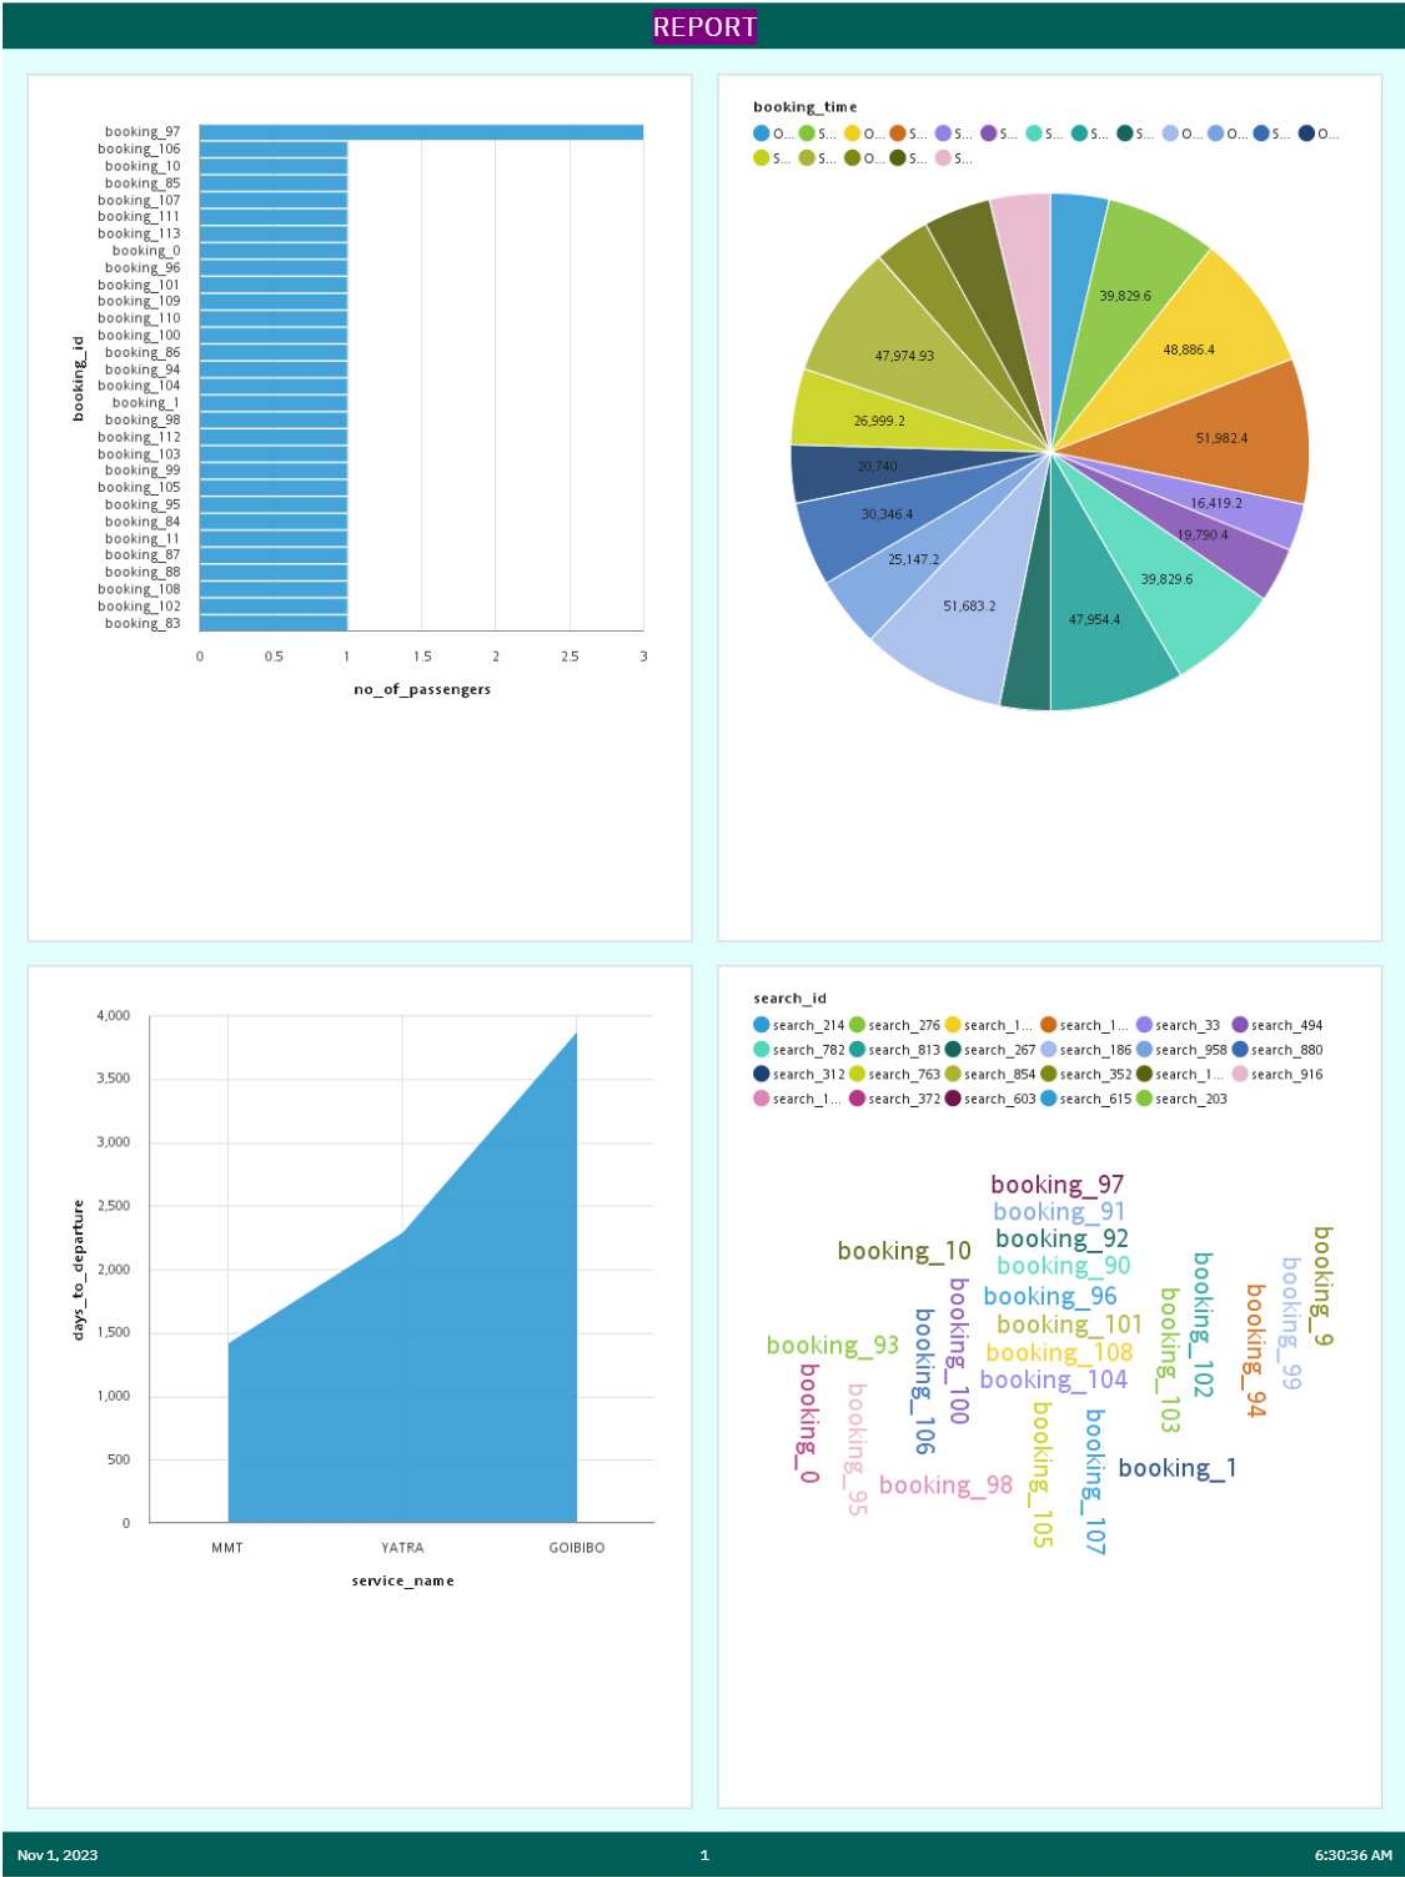 REPORT
booking_97
booking_106
booking_10
booking_85
booking_107
booking_111
booking_113
booking_0
booking_96
booking_101
booking_109
booking_110
booking_100
booking_86
booking_94
booking_104
booking_1
booking_98
booking_112
booking_103
booking_99
booking_105
booking_95
booking_84
booking_11
booking_87
booking_88
booking_108
booking_102
booking_83
booking_id
0 0.5 1 1.5 2 2.5 3
no_of_passengers
booking_time
O... S... O... S... S... S... S... S... S... O... O... S... O...
S... S... O... S... S...
39,829.6
48,886.4
51,982.4
16,419.2
19,790.4
39,829.6
47,954.4
51,683.2
25,147.2
30,346.4
20,740
26,999.2
47,974.93
4,000
3,500
3,000
2,500
2,000
1,500
1,000
500
0
days_to_departure
MMT YATRA GOIBIBO
service_name
search_id
search_214 search_276 search_1... search_1... search_33 search_494
search_782 search_813 search_267 search_186 search_958 search_880
search_312 search_763 search_854 search_352 search_1... search_916
search_1... search_372 search_603 search_615 search_203
booking_97
booking_91
booking_92
booking_10
booking_90
booking_96
booking_101
booking_93
booking_108
booking_104
booking_100
booking_106
booking_103
booking_102
booking_94
booking_99
booking_9
booking_0
booking_95
booking_98
booking_105
booking_107
booking_1
Nov 1, 2023 1 6:30:36 AM